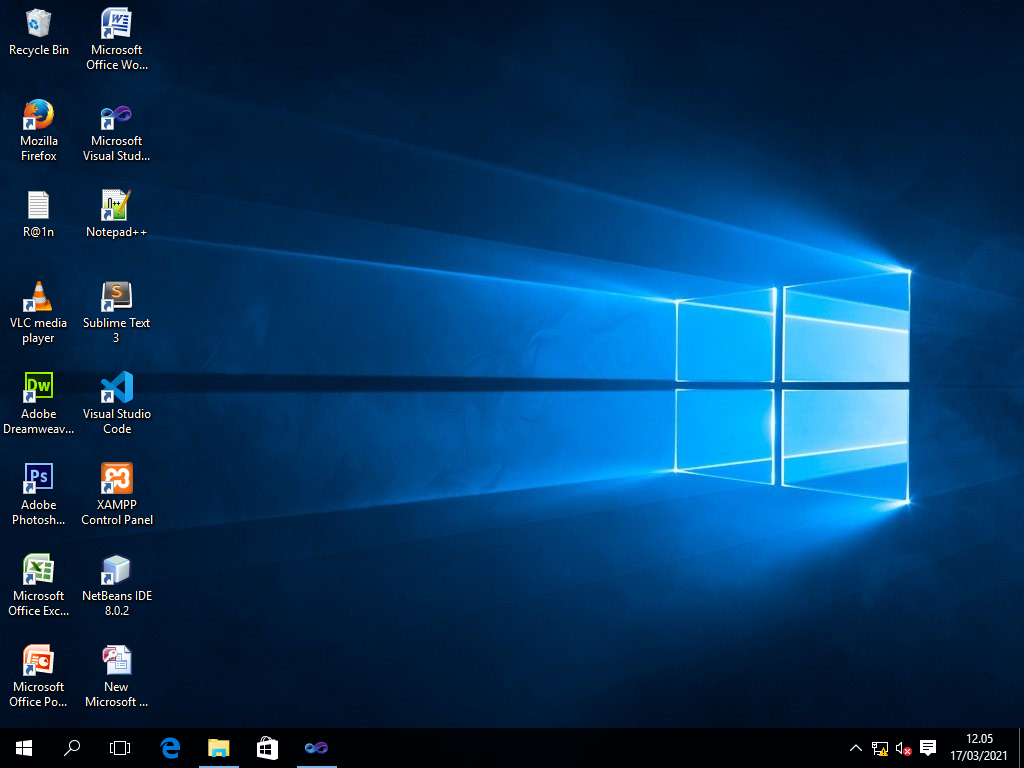 Recycle Bin
Microsoft
Office Wo...
Mozilla
Firefox
Microsoft
Visual Stud...
R@1n
Notepad++
VLC media
player
Sublime Text
3
Adobe
Dreamweav...
Visual Studio
Code
Adobe
Photosh...
XAMPP
Control Panel
Microsoft
Office Exc...
NetBeans IDE
8.0.2
Microsoft
Office Po...
New
Microsoft ...
12.05
17/03/2021